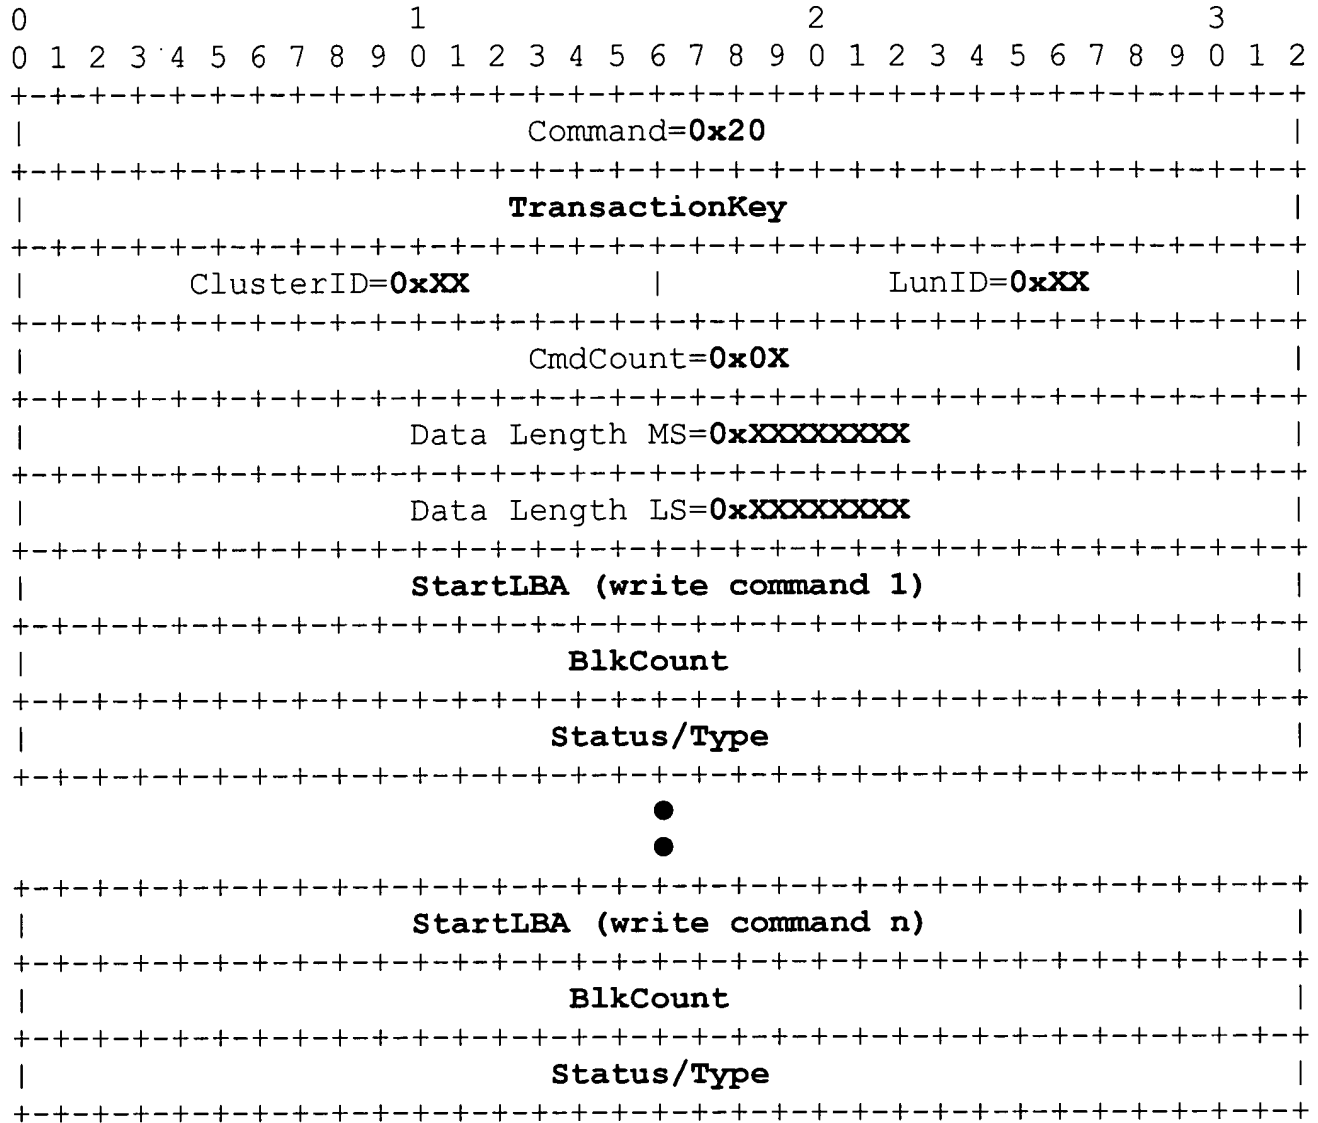 0 1 2 3
0 1 2 3 4 5 6 7 8 9 0 1 2 3 4 5 6 7 8 9 0 1 2 3 4 5 6 7 8 9 0 1 2
+-+-+-+-+-+-+-+-+-+-+-+-+-+-+-+-+-+-+-+-+-+-+-+-+-+-+-+-+-+-+-+-+
| Command=0x20 |
+-+-+-+-+-+-+-+-+-+-+-+-+-+-+-+-+-+-+-+-+-+-+-+-+-+-+-+-+-+-+-+-+
| TransactionKey |
+-+-+-+-+-+-+-+-+-+-+-+-+-+-+-+-+-+-+-+-+-+-+-+-+-+-+-+-+-+-+-+-+
| ClusterID=0xXX | LunID=0xXX |
+-+-+-+-+-+-+-+-+-+-+-+-+-+-+-+-+-+-+-+-+-+-+-+-+-+-+-+-+-+-+-+-+
| CmdCount=0x0X |
+-+-+-+-+-+-+-+-+-+-+-+-+-+-+-+-+-+-+-+-+-+-+-+-+-+-+-+-+-+-+-+-+
| Data Length MS=0xXXXXXXXX |
+-+-+-+-+-+-+-+-+-+-+-+-+-+-+-+-+-+-+-+-+-+-+-+-+-+-+-+-+-+-+-+-+
| Data Length LS=0xXXXXXXXX |
+-+-+-+-+-+-+-+-+-+-+-+-+-+-+-+-+-+-+-+-+-+-+-+-+-+-+-+-+-+-+-+-+
| StartLBA (write command 1) |
+-+-+-+-+-+-+-+-+-+-+-+-+-+-+-+-+-+-+-+-+-+-+-+-+-+-+-+-+-+-+-+-+
| BlkCount |
+-+-+-+-+-+-+-+-+-+-+-+-+-+-+-+-+-+-+-+-+-+-+-+-+-+-+-+-+-+-+-+-+
| Status/Type |
+-+-+-+-+-+-+-+-+-+-+-+-+-+-+-+-+-+-+-+-+-+-+-+-+-+-+-+-+-+-+-+-+
●
●
+-+-+-+-+-+-+-+-+-+-+-+-+-+-+-+-+-+-+-+-+-+-+-+-+-+-+-+-+-+-+-+-+
| StartLBA (write command n) |
+-+-+-+-+-+-+-+-+-+-+-+-+-+-+-+-+-+-+-+-+-+-+-+-+-+-+-+-+-+-+-+-+
| BlkCount |
+-+-+-+-+-+-+-+-+-+-+-+-+-+-+-+-+-+-+-+-+-+-+-+-+-+-+-+-+-+-+-+-+
| Status/Type |
+-+-+-+-+-+-+-+-+-+-+-+-+-+-+-+-+-+-+-+-+-+-+-+-+-+-+-+-+-+-+-+-+